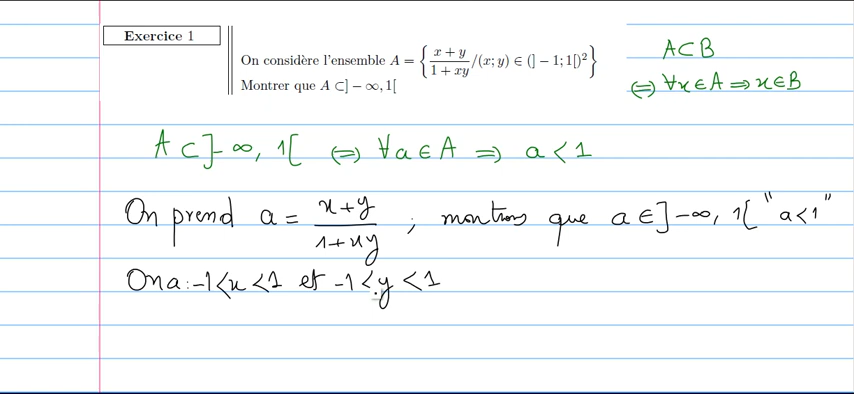 Exercice 1
On considère l'ensemble A = { (x + y)/(1 + xy) /(x; y) ∈ (] − 1; 1[)² }
Montrer que A ⊂] − ∞, 1[
A⊂B
⇔ ∀x∈A ⇒ x∈B
A⊂]-∞, 1[ ⇔ ∀a∈A ⇒ a<1
On prend a = (x+y)/(1+xy) ; montrons que a∈]-∞, 1[ "a<1"
On a : -1<x<1 et -1<y<1